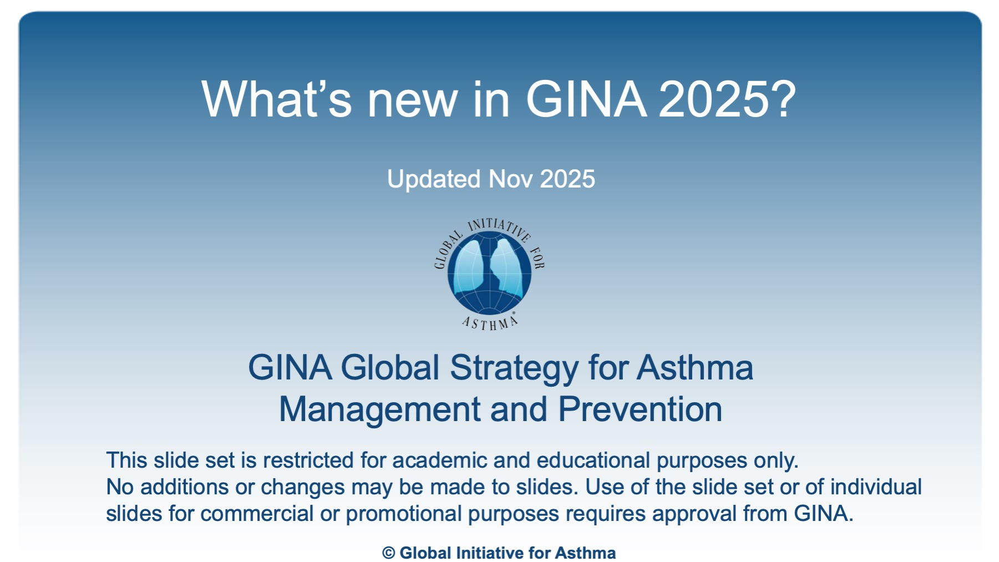 What’s new in GINA 2025?
Updated Nov 2025
GLOBAL INITIATIVE FOR
ASTHMA®
GINA Global Strategy for Asthma
Management and Prevention
This slide set is restricted for academic and educational purposes only.
No additions or changes may be made to slides. Use of the slide set or of individual
slides for commercial or promotional purposes requires approval from GINA.
© Global Initiative for Asthma